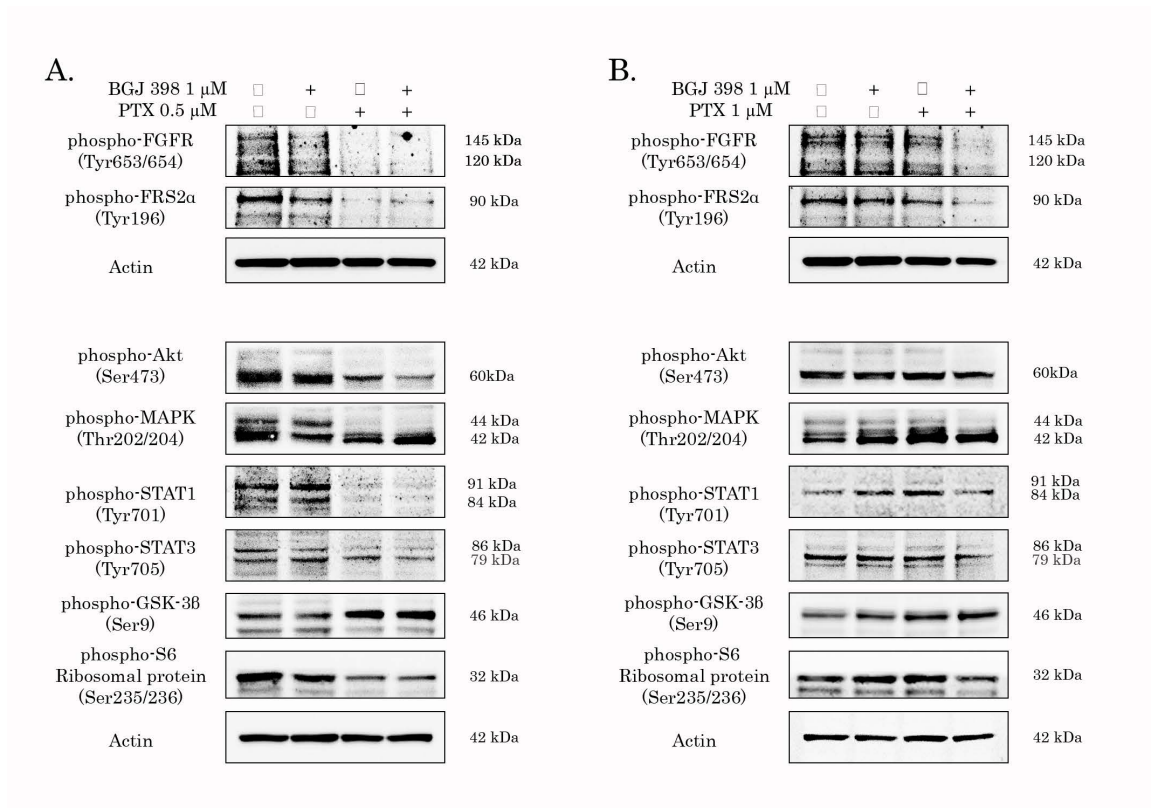 A.
BGJ 398 1 µM □ + □ +
PTX 0.5 µM □ □ + +
phospho-FGFR
(Tyr653/654)
145 kDa
120 kDa
phospho-FRS2α
(Tyr196)
90 kDa
Actin
42 kDa
phospho-Akt
(Ser473)
60kDa
phospho-MAPK
(Thr202/204)
44 kDa
42 kDa
phospho-STAT1
(Tyr701)
91 kDa
84 kDa
phospho-STAT3
(Tyr705)
86 kDa
79 kDa
phospho-GSK-3ß
(Ser9)
46 kDa
phospho-S6
Ribosomal protein
(Ser235/236)
32 kDa
Actin
42 kDa
B.
BGJ 398 1 µM □ + □ +
PTX 1 µM □ □ + +
phospho-FGFR
(Tyr653/654)
145 kDa
120 kDa
phospho-FRS2α
(Tyr196)
90 kDa
Actin
42 kDa
phospho-Akt
(Ser473)
60kDa
phospho-MAPK
(Thr202/204)
44 kDa
42 kDa
phospho-STAT1
(Tyr701)
91 kDa
84 kDa
phospho-STAT3
(Tyr705)
86 kDa
79 kDa
phospho-GSK-3ß
(Ser9)
46 kDa
phospho-S6
Ribosomal protein
(Ser235/236)
32 kDa
Actin
42 kDa